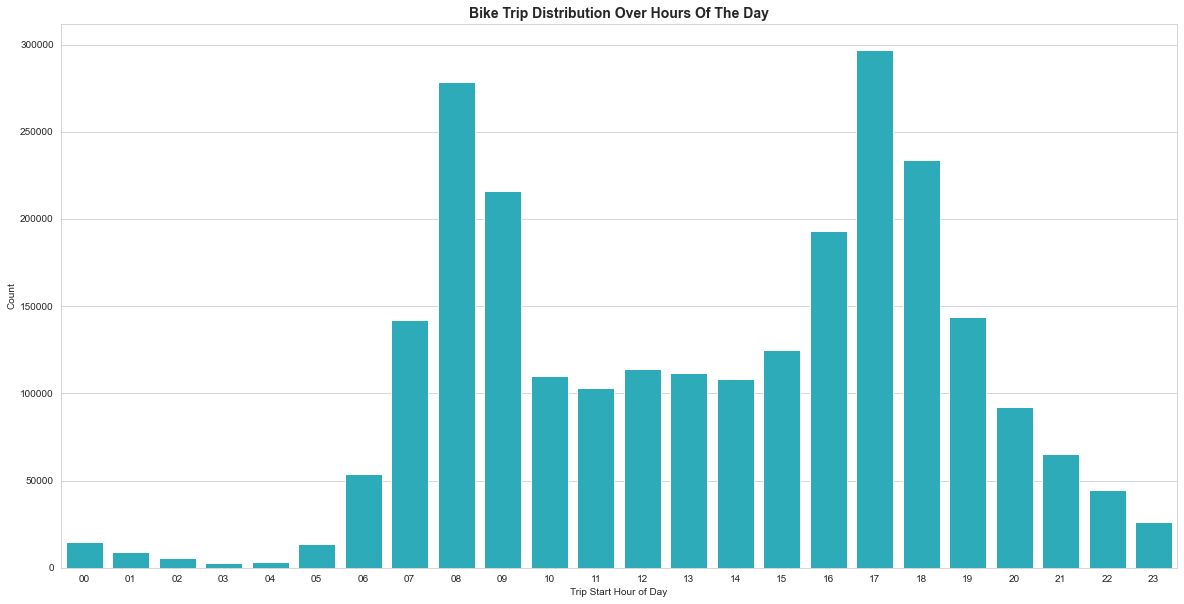 Bike Trip Distribution Over Hours Of The Day
300000
250000
200000
150000
100000
50000
0
Count
00 01 02 03 04 05 06 07 08 09 10 11 12 13 14 15 16 17 18 19 20 21 22 23
Trip Start Hour of Day